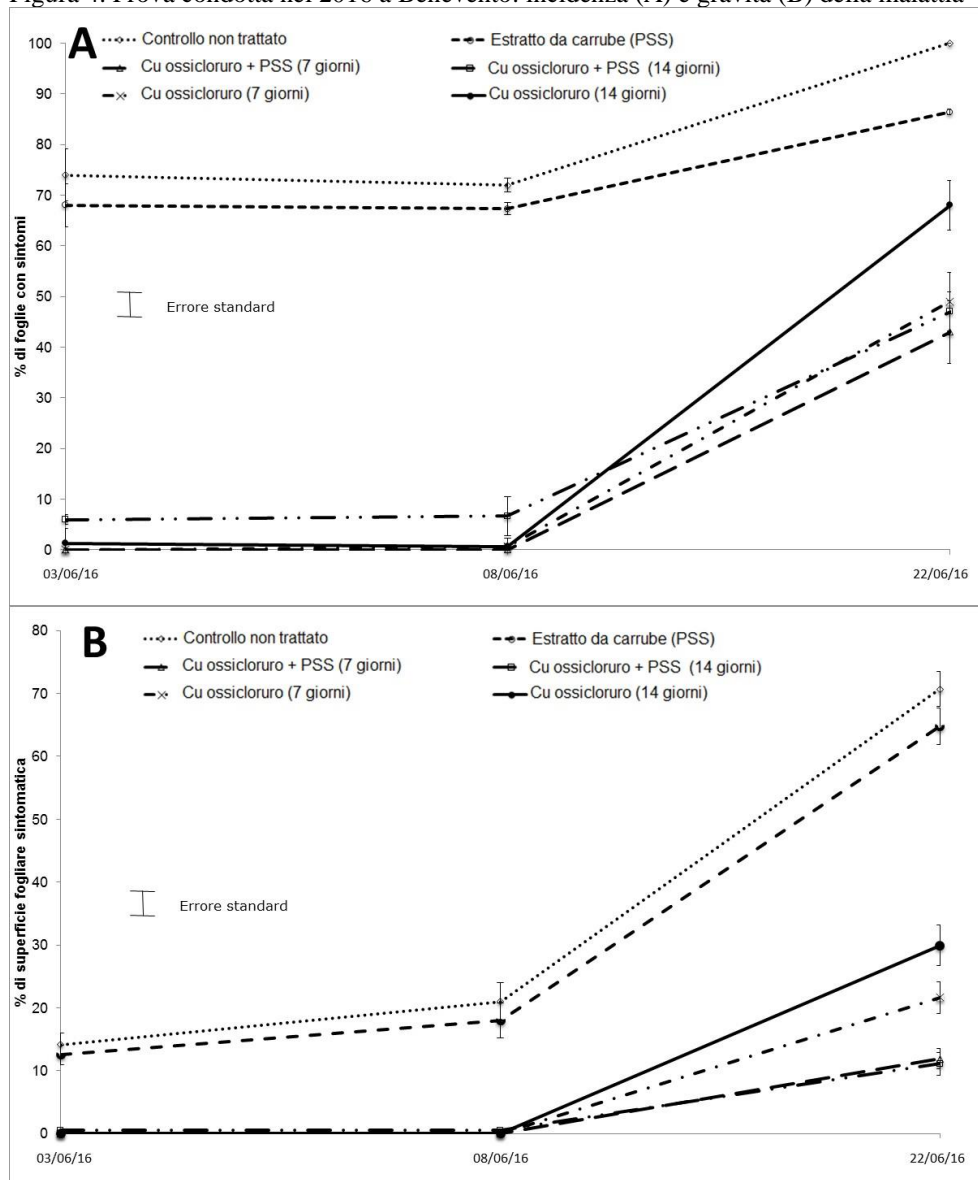 Figura 4. Prova condotta nel 2016 a Benevento: incidenza (A) e gravità (B) della malattia
A
Controllo non trattato
Estratto da carrube (PSS)
Cu ossicloruro + PSS (7 giorni)
Cu ossicloruro + PSS (14 giorni)
Cu ossicloruro (7 giorni)
Cu ossicloruro (14 giorni)
% di foglie con sintomi
100
90
80
70
60
50
40
30
20
10
0
Errore standard
03/06/16
08/06/16
22/06/16
B
Controllo non trattato
Estratto da carrube (PSS)
Cu ossicloruro + PSS (7 giorni)
Cu ossicloruro + PSS (14 giorni)
Cu ossicloruro (7 giorni)
Cu ossicloruro (14 giorni)
% di superficie fogliare sintomatica
80
70
60
50
40
30
20
10
0
Errore standard
03/06/16
08/06/16
22/06/16